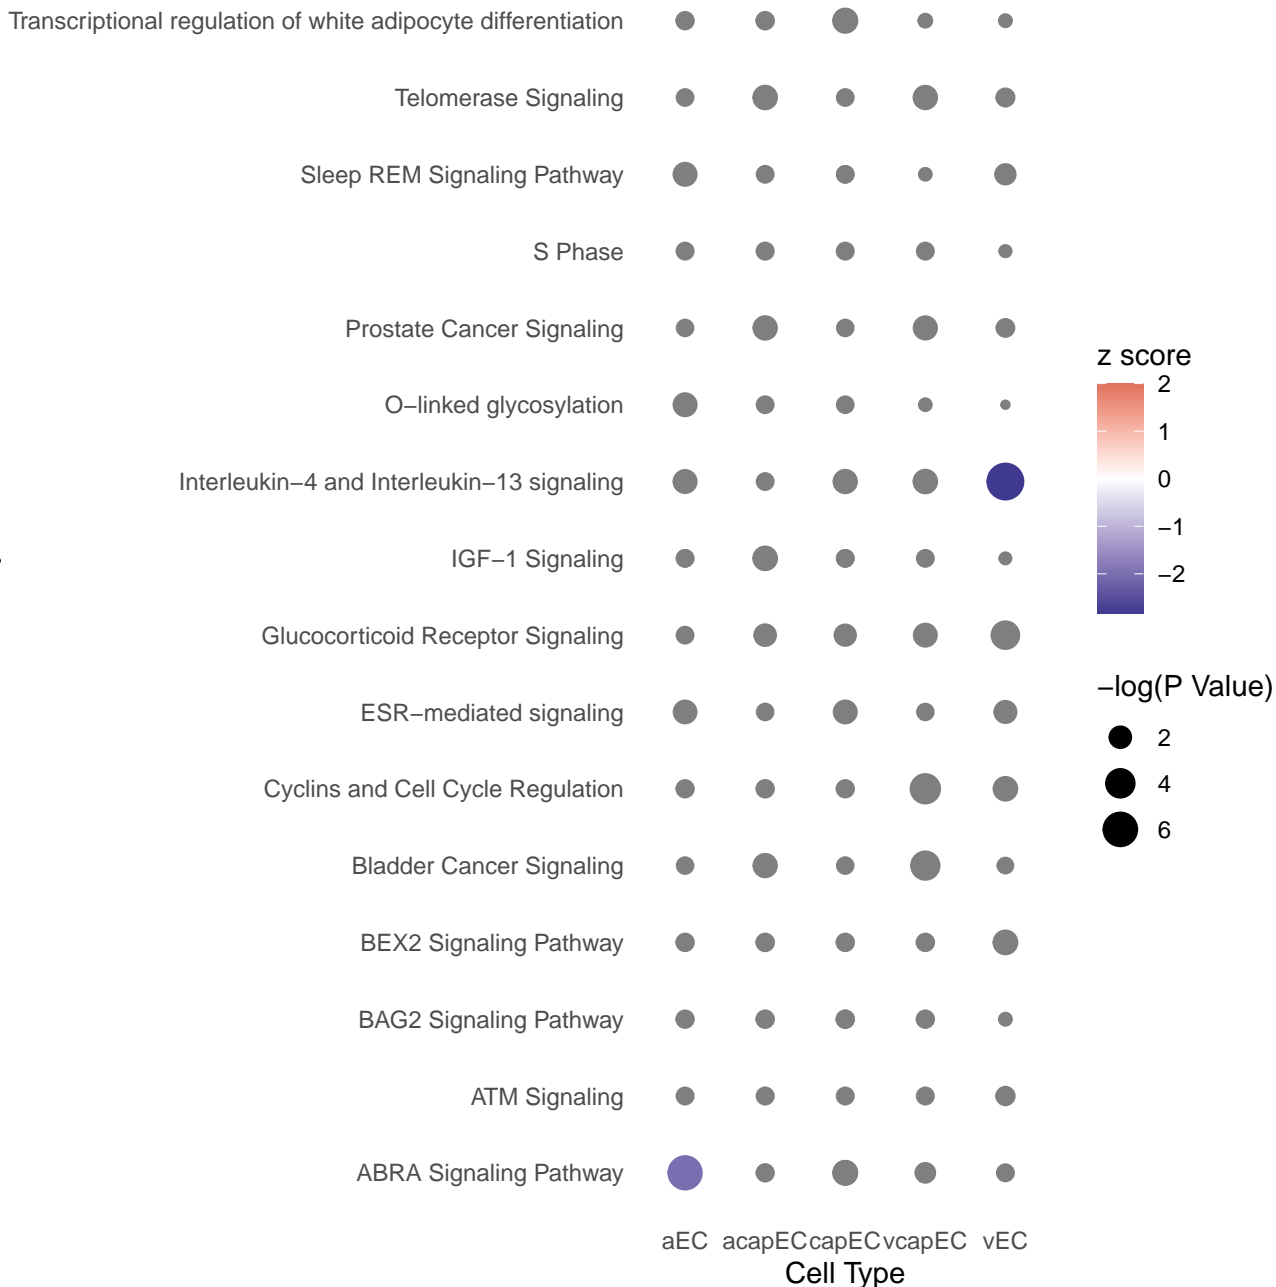 Transcriptional regulation of white adipocyte differentiation
Telomerase Signaling
Sleep REM Signaling Pathway
S Phase
Prostate Cancer Signaling
O−linked glycosylation
Interleukin−4 and Interleukin−13 signaling
IGF−1 Signaling
Glucocorticoid Receptor Signaling
ESR−mediated signaling
Cyclins and Cell Cycle Regulation
Bladder Cancer Signaling
BEX2 Signaling Pathway
BAG2 Signaling Pathway
ATM Signaling
ABRA Signaling Pathway
aEC acapEC capEC vcapEC vEC
Cell Type
z score
2
1
0
−1
−2
−log(P Value)
2
4
6